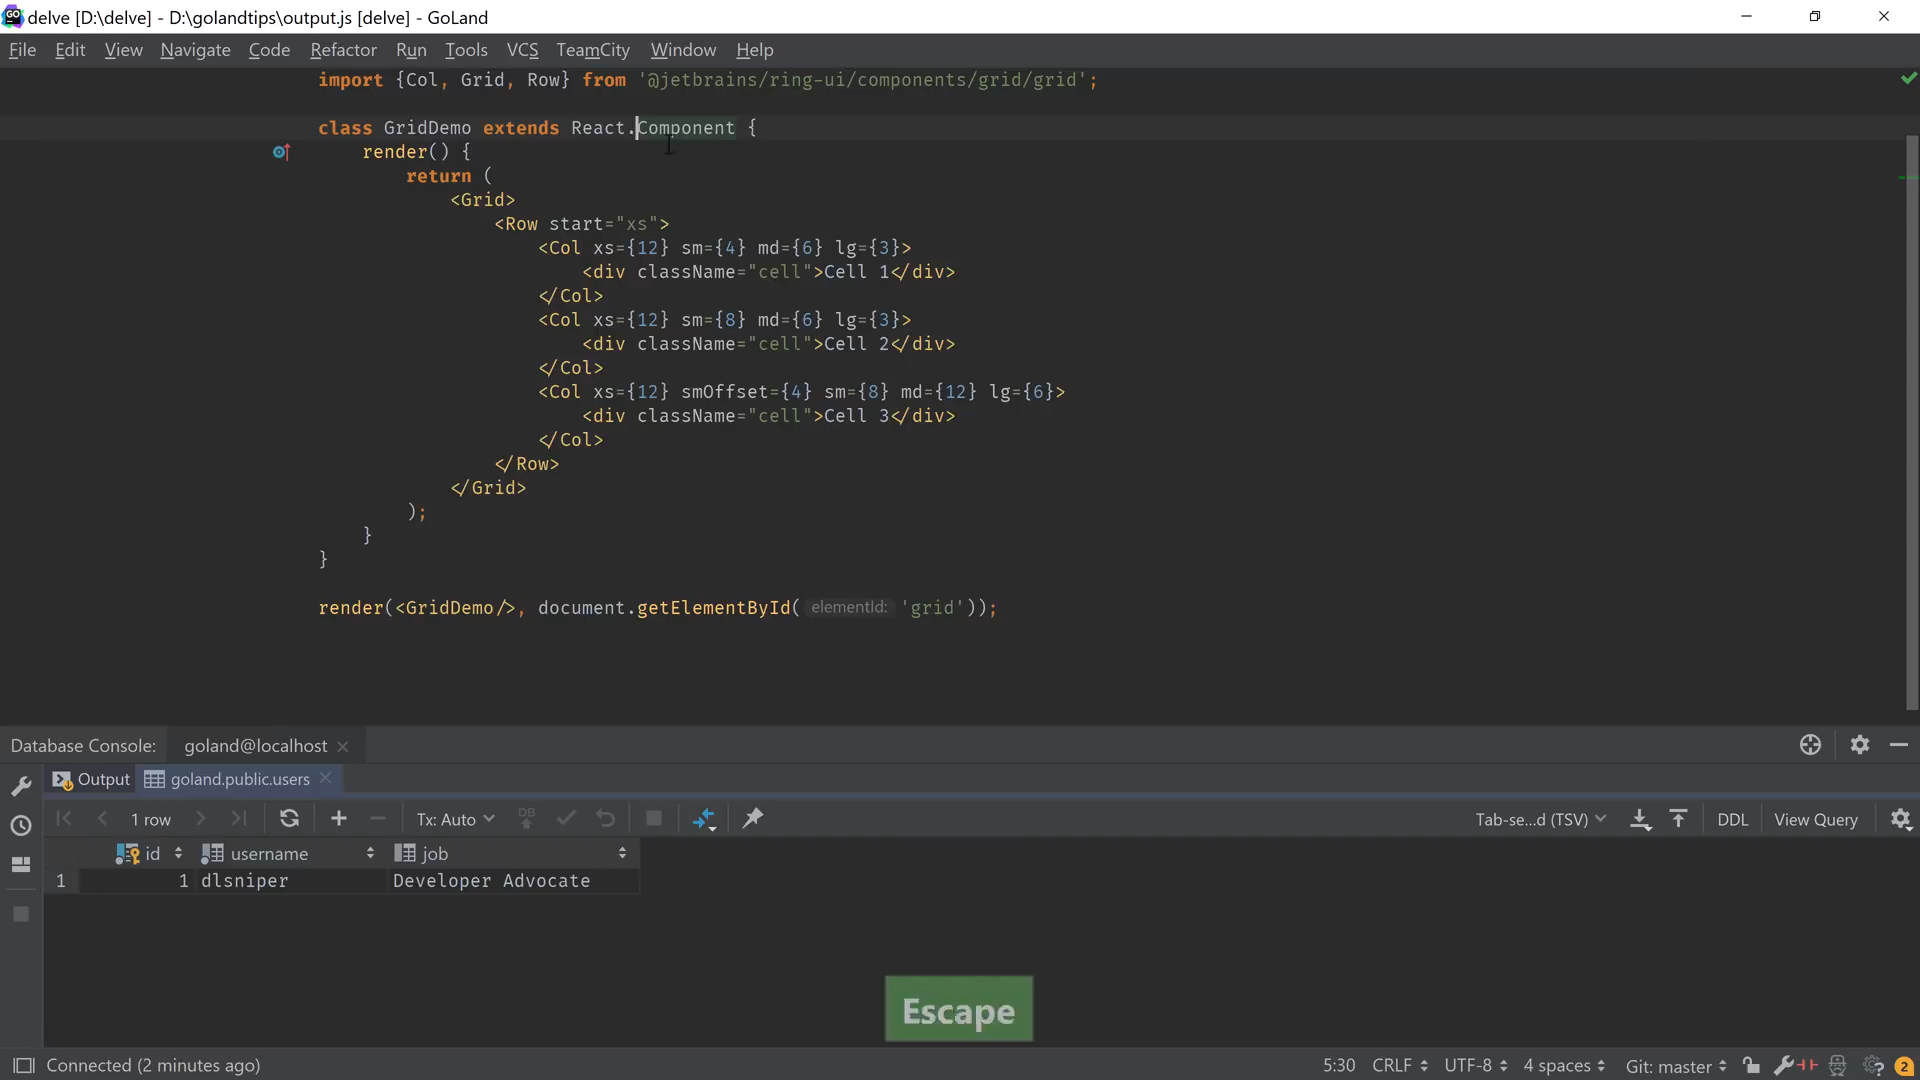 delve [D:\delve] - D:\golandtips\output.js [delve] - GoLand
File Edit View Navigate Code Refactor Run Tools VCS TeamCity Window Help
import {Col, Grid, Row} from '@jetbrains/ring-ui/components/grid/grid';
class GridDemo extends React.Component {
render() {
return (
<Grid>
<Row start="xs">
<Col xs={12} sm={4} md={6} lg={3}>
<div className="cell">Cell 1</div>
</Col>
<Col xs={12} sm={8} md={6} lg={3}>
<div className="cell">Cell 2</div>
</Col>
<Col xs={12} smOffset={4} sm={8} md={12} lg={6}>
<div className="cell">Cell 3</div>
</Col>
</Row>
</Grid>
);
}
}
render(<GridDemo/>, document.getElementById( elementId: 'grid'));
Database Console: goland@localhost
Output goland.public.users
1 row Tx: Auto DB Tab-se...d (TSV) DDL View Query
id username job
1 1 dlsniper Developer Advocate
Escape
Connected (2 minutes ago) 5:30 CRLF UTF-8 4 spaces Git: master 2